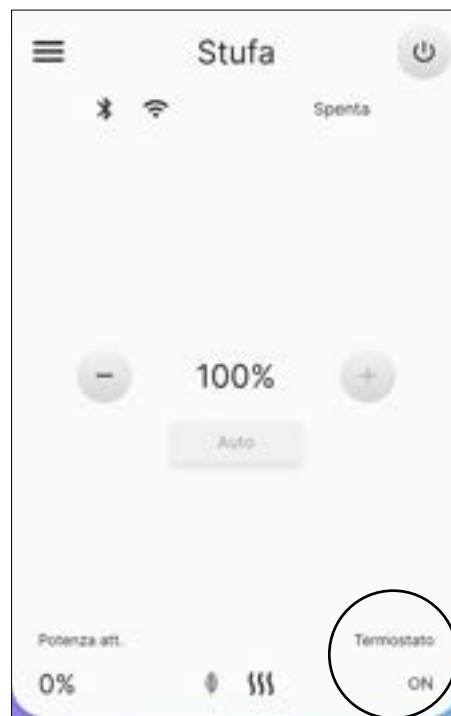 Stufa
Spenta
− 100% +
Auto
Potenza att. Termostato
0% ON